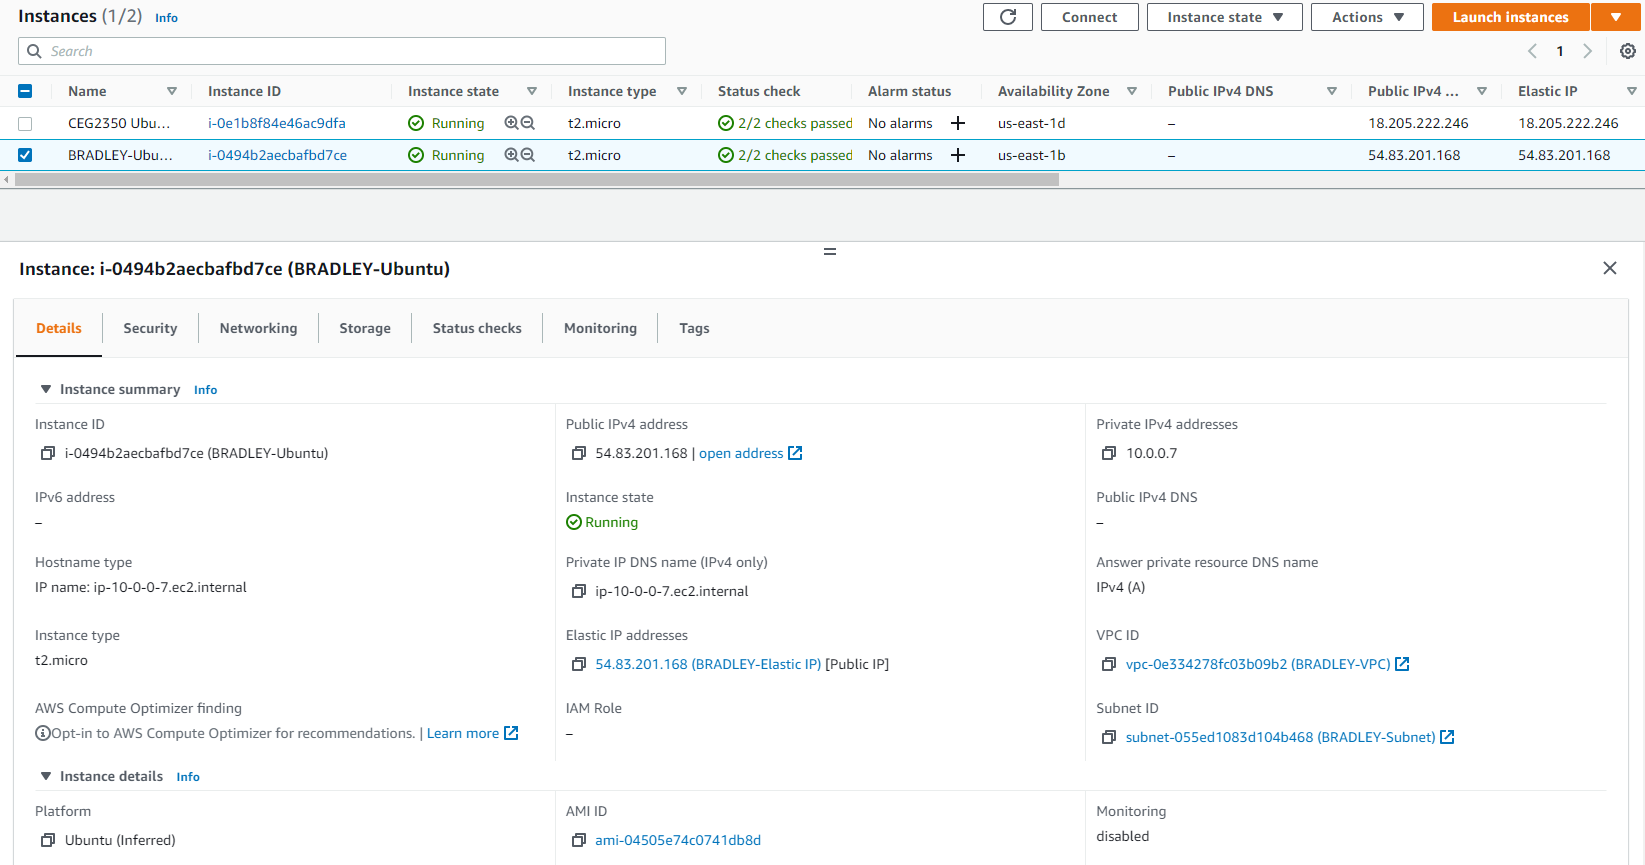 Instances (1/2) Info
Connect Instance state Actions Launch instances
Search
1
Name Instance ID Instance state Instance type Status check Alarm status Availability Zone Public IPv4 DNS Public IPv4 ... Elastic IP
CEG2350 Ubu... i-0e1b8f84e46ac9dfa Running t2.micro 2/2 checks passed No alarms + us-east-1d – 18.205.222.246 18.205.222.246
BRADLEY-Ubu... i-0494b2aecbafbd7ce Running t2.micro 2/2 checks passed No alarms + us-east-1b – 54.83.201.168 54.83.201.168
Instance: i-0494b2aecbafbd7ce (BRADLEY-Ubuntu)
Details Security Networking Storage Status checks Monitoring Tags
Instance summary Info
Instance ID Public IPv4 address Private IPv4 addresses
i-0494b2aecbafbd7ce (BRADLEY-Ubuntu) 54.83.201.168 | open address 10.0.0.7
IPv6 address Instance state Public IPv4 DNS
– Running –
Hostname type Private IP DNS name (IPv4 only) Answer private resource DNS name
IP name: ip-10-0-0-7.ec2.internal ip-10-0-0-7.ec2.internal IPv4 (A)
Instance type Elastic IP addresses VPC ID
t2.micro 54.83.201.168 (BRADLEY-Elastic IP) [Public IP] vpc-0e334278fc03b09b2 (BRADLEY-VPC)
AWS Compute Optimizer finding IAM Role Subnet ID
Opt-in to AWS Compute Optimizer for recommendations. | Learn more – subnet-055ed1083d104b468 (BRADLEY-Subnet)
Instance details Info
Platform AMI ID Monitoring
Ubuntu (Inferred) ami-04505e74c0741db8d disabled